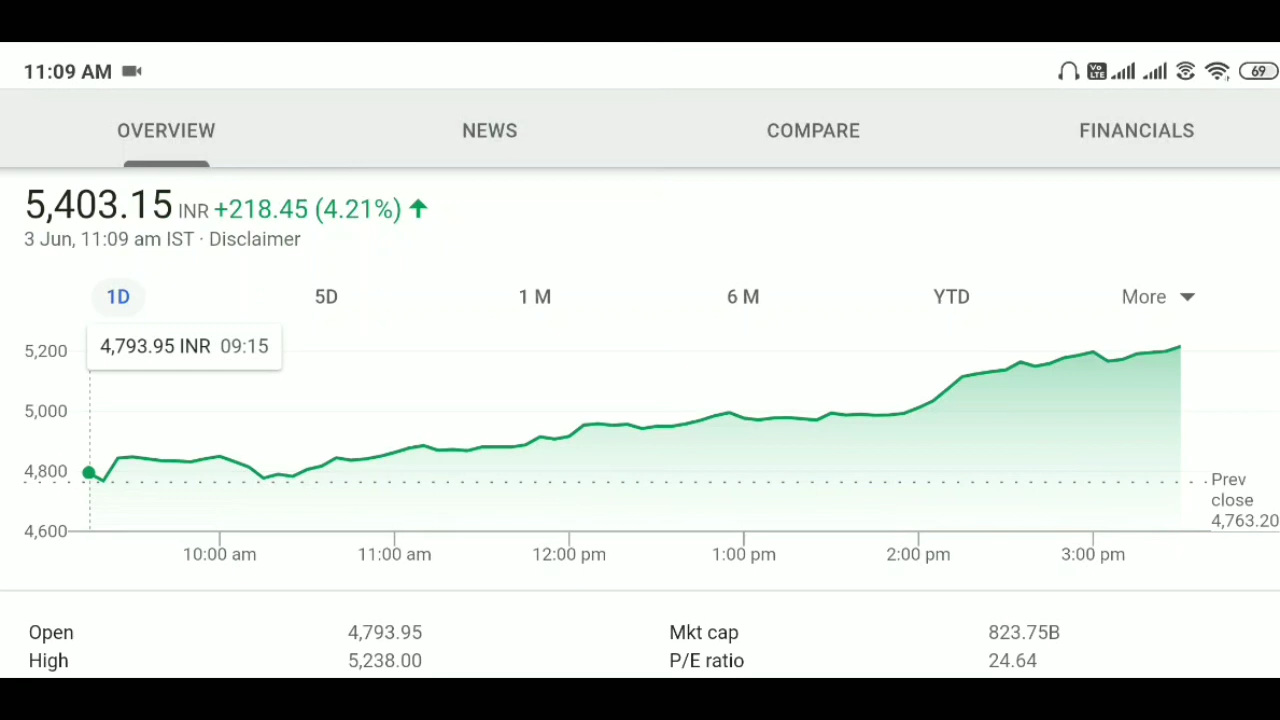 11:09 AM
Vo LTE
69
OVERVIEW NEWS COMPARE FINANCIALS
5,403.15 INR +218.45 (4.21%)
3 Jun, 11:09 am IST · Disclaimer
1D 5D 1 M 6 M YTD More
4,793.95 INR 09:15
5,200
5,000
4,800
4,600
Prev
close
4,763.20
10:00 am 11:00 am 12:00 pm 1:00 pm 2:00 pm 3:00 pm
Open 4,793.95 Mkt cap 823.75B
High 5,238.00 P/E ratio 24.64